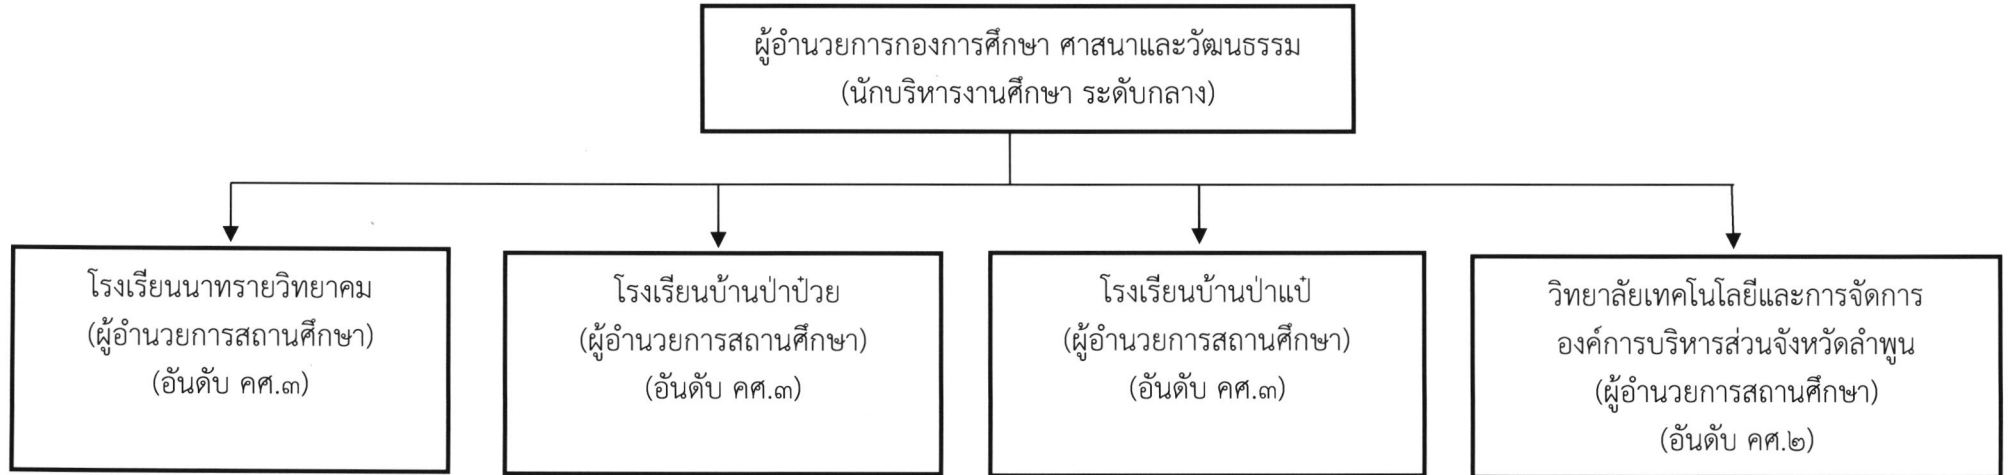 ผู้อำนวยการกองการศึกษา ศาสนาและวัฒนธรรม
(นักบริหารงานศึกษา ระดับกลาง)
โรงเรียนนาทรายวิทยาคม
(ผู้อำนวยการสถานศึกษา)
(อันดับ คศ.๓)
โรงเรียนบ้านป่าป๋วย
(ผู้อำนวยการสถานศึกษา)
(อันดับ คศ.๓)
โรงเรียนบ้านป่าแป๋
(ผู้อำนวยการสถานศึกษา)
(อันดับ คศ.๓)
วิทยาลัยเทคโนโลยีและการจัดการ
องค์การบริหารส่วนจังหวัดลำพูน
(ผู้อำนวยการสถานศึกษา)
(อันดับ คศ.๒)